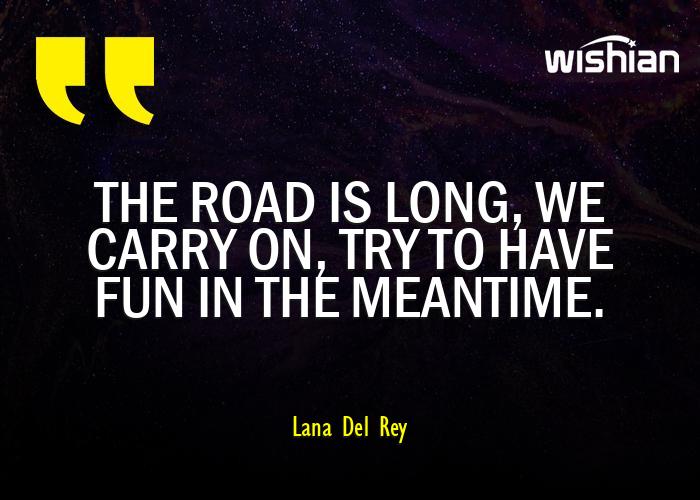 wishian
THE ROAD IS LONG, WE
CARRY ON, TRY TO HAVE
FUN IN THE MEANTIME.
Lana Del Rey